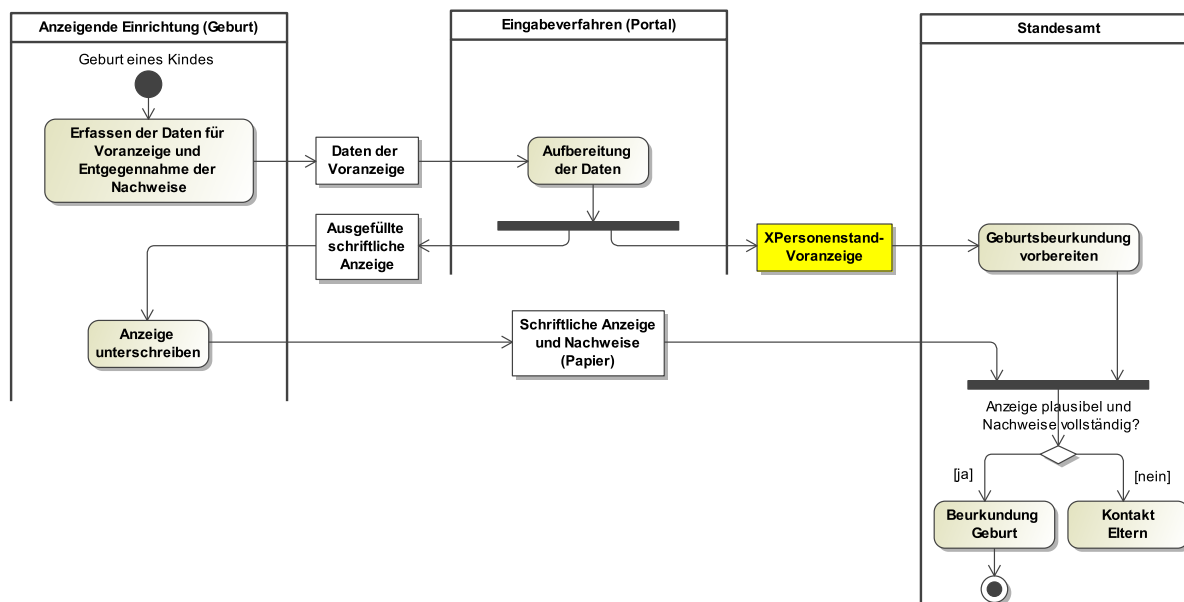 Anzeigende Einrichtung (Geburt)
Eingabeverfahren (Portal)
Standesamt
Geburt eines Kindes
Erfassen der Daten für
Voranzeige und
Entgegennahme der
Nachweise
Daten der
Voranzeige
Aufbereitung
der Daten
Ausgefüllte
schriftliche
Anzeige
XPersonenstand-
Voranzeige
Geburtsbeurkundung
vorbereiten
Anzeige
unterschreiben
Schriftliche Anzeige
und Nachweise
(Papier)
Anzeige plausibel und
Nachweise vollständig?
[ja]
[nein]
Beurkundung
Geburt
Kontakt
Eltern